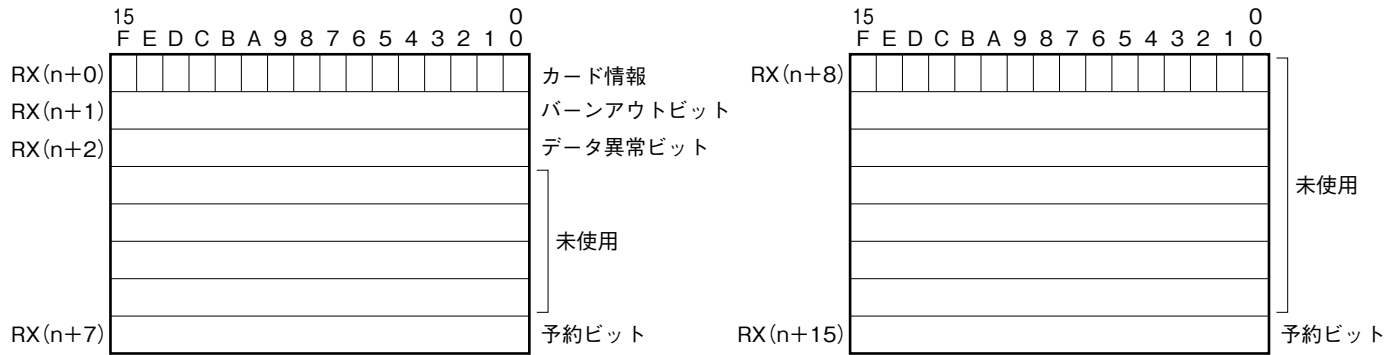 15 0
F E D C B A 9 8 7 6 5 4 3 2 1 0
RX(n+0) カード情報
RX(n+1) バーンアウトビット
RX(n+2) データ異常ビット
未使用
RX(n+7) 予約ビット
15 0
F E D C B A 9 8 7 6 5 4 3 2 1 0
RX(n+8)
未使用
RX(n+15) 予約ビット